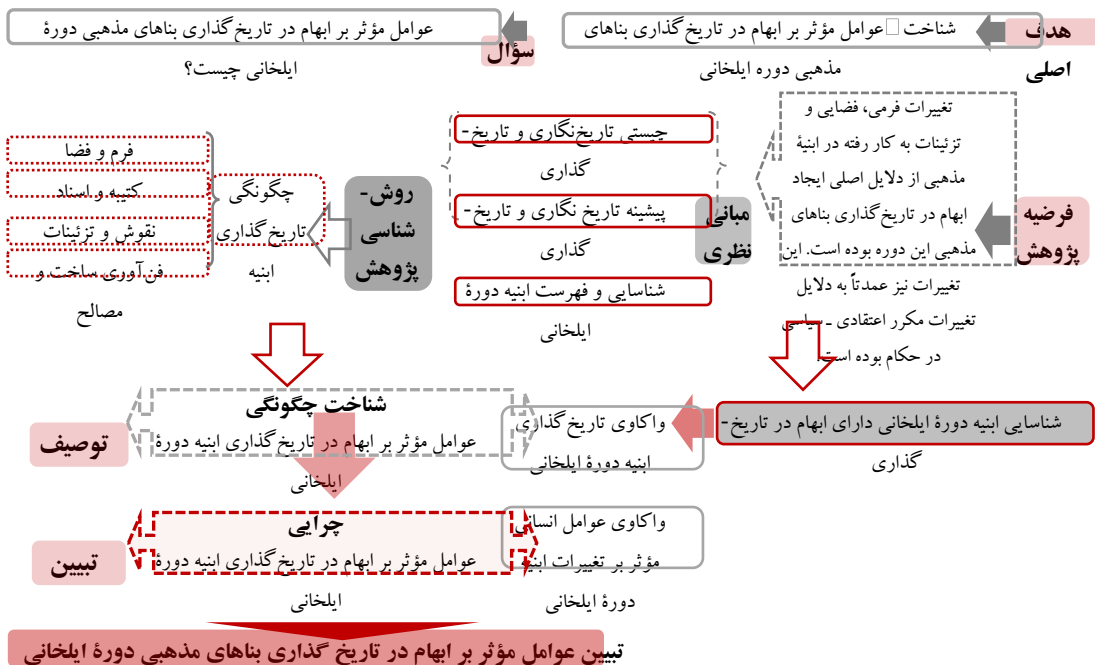 هدف
اصلی
شناخت عوامل مؤثر بر ابهام در تاریخ‌گذاری بناهای
مذهبی دوره ایلخانی
سؤال
عوامل مؤثر بر ابهام در تاریخ‌گذاری بناهای مذهبی دورهٔ
ایلخانی چیست؟
فرضیه
پژوهش
تغییرات فرمی، فضایی و
تزئینات به کار رفته در ابنیهٔ
مذهبی از دلایل اصلی ایجاد
ابهام در تاریخ‌گذاری بناهای
مذهبی این دوره بوده است. این
تغییرات نیز عمدتاً به دلایل
تغییرات مکرر اعتقادی ـ سیاسی
در حکام بوده است.
مبانی
نظری
چیستی تاریخ‌نگاری و تاریخ-
گذاری
پیشینه تاریخ نگاری و تاریخ-
گذاری
شناسایی و فهرست ابنیه دورهٔ
ایلخانی
روش-
شناسی
پژوهش
چگونگی
تاریخ‌گذاری
ابنیه
فرم و فضا
کتیبه و اسناد
نقوش و تزئینات
فن‌آوری ساخت و
مصالح
شناسایی ابنیه دورهٔ ایلخانی دارای ابهام در تاریخ-
گذاری
واکاوی تاریخ‌گذاری
ابنیه دورهٔ ایلخانی
شناخت چگونگی
عوامل مؤثر بر ابهام در تاریخ‌گذاری ابنیه دورهٔ
ایلخانی
توصیف
واکاوی عوامل انسانی
مؤثر بر تغییرات ابنیه
دورهٔ ایلخانی
چرایی
عوامل مؤثر بر ابهام در تاریخ‌گذاری ابنیه دورهٔ
ایلخانی
تبیین
تبیین عوامل مؤثر بر ابهام در تاریخ گذاری بناهای مذهبی دورهٔ ایلخانی